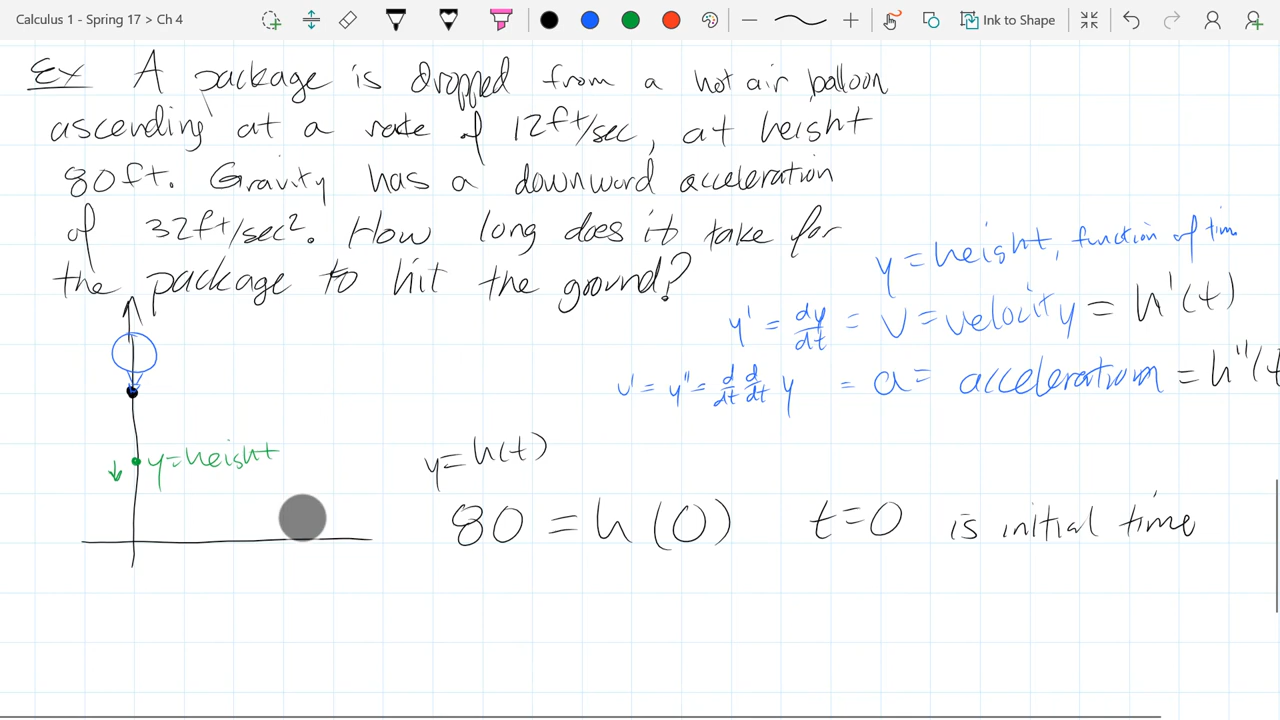 Calculus 1 - Spring 17 > Ch 4
Ink to Shape
Ex A package is dropped from a hot air balloon
ascending at a rate of 12ft/sec, at height
80ft. Gravity has a downward acceleration
of 32ft/sec². How long does it take for
the package to hit the ground?
y = height, function of tim
y' = dy/dt = v = velocity = h'(t)
v' = y'' = d/dt d/dt y = a = acceleration = h''(t
y = height
y = h(t)
80 = h(0) t=0 is initial time